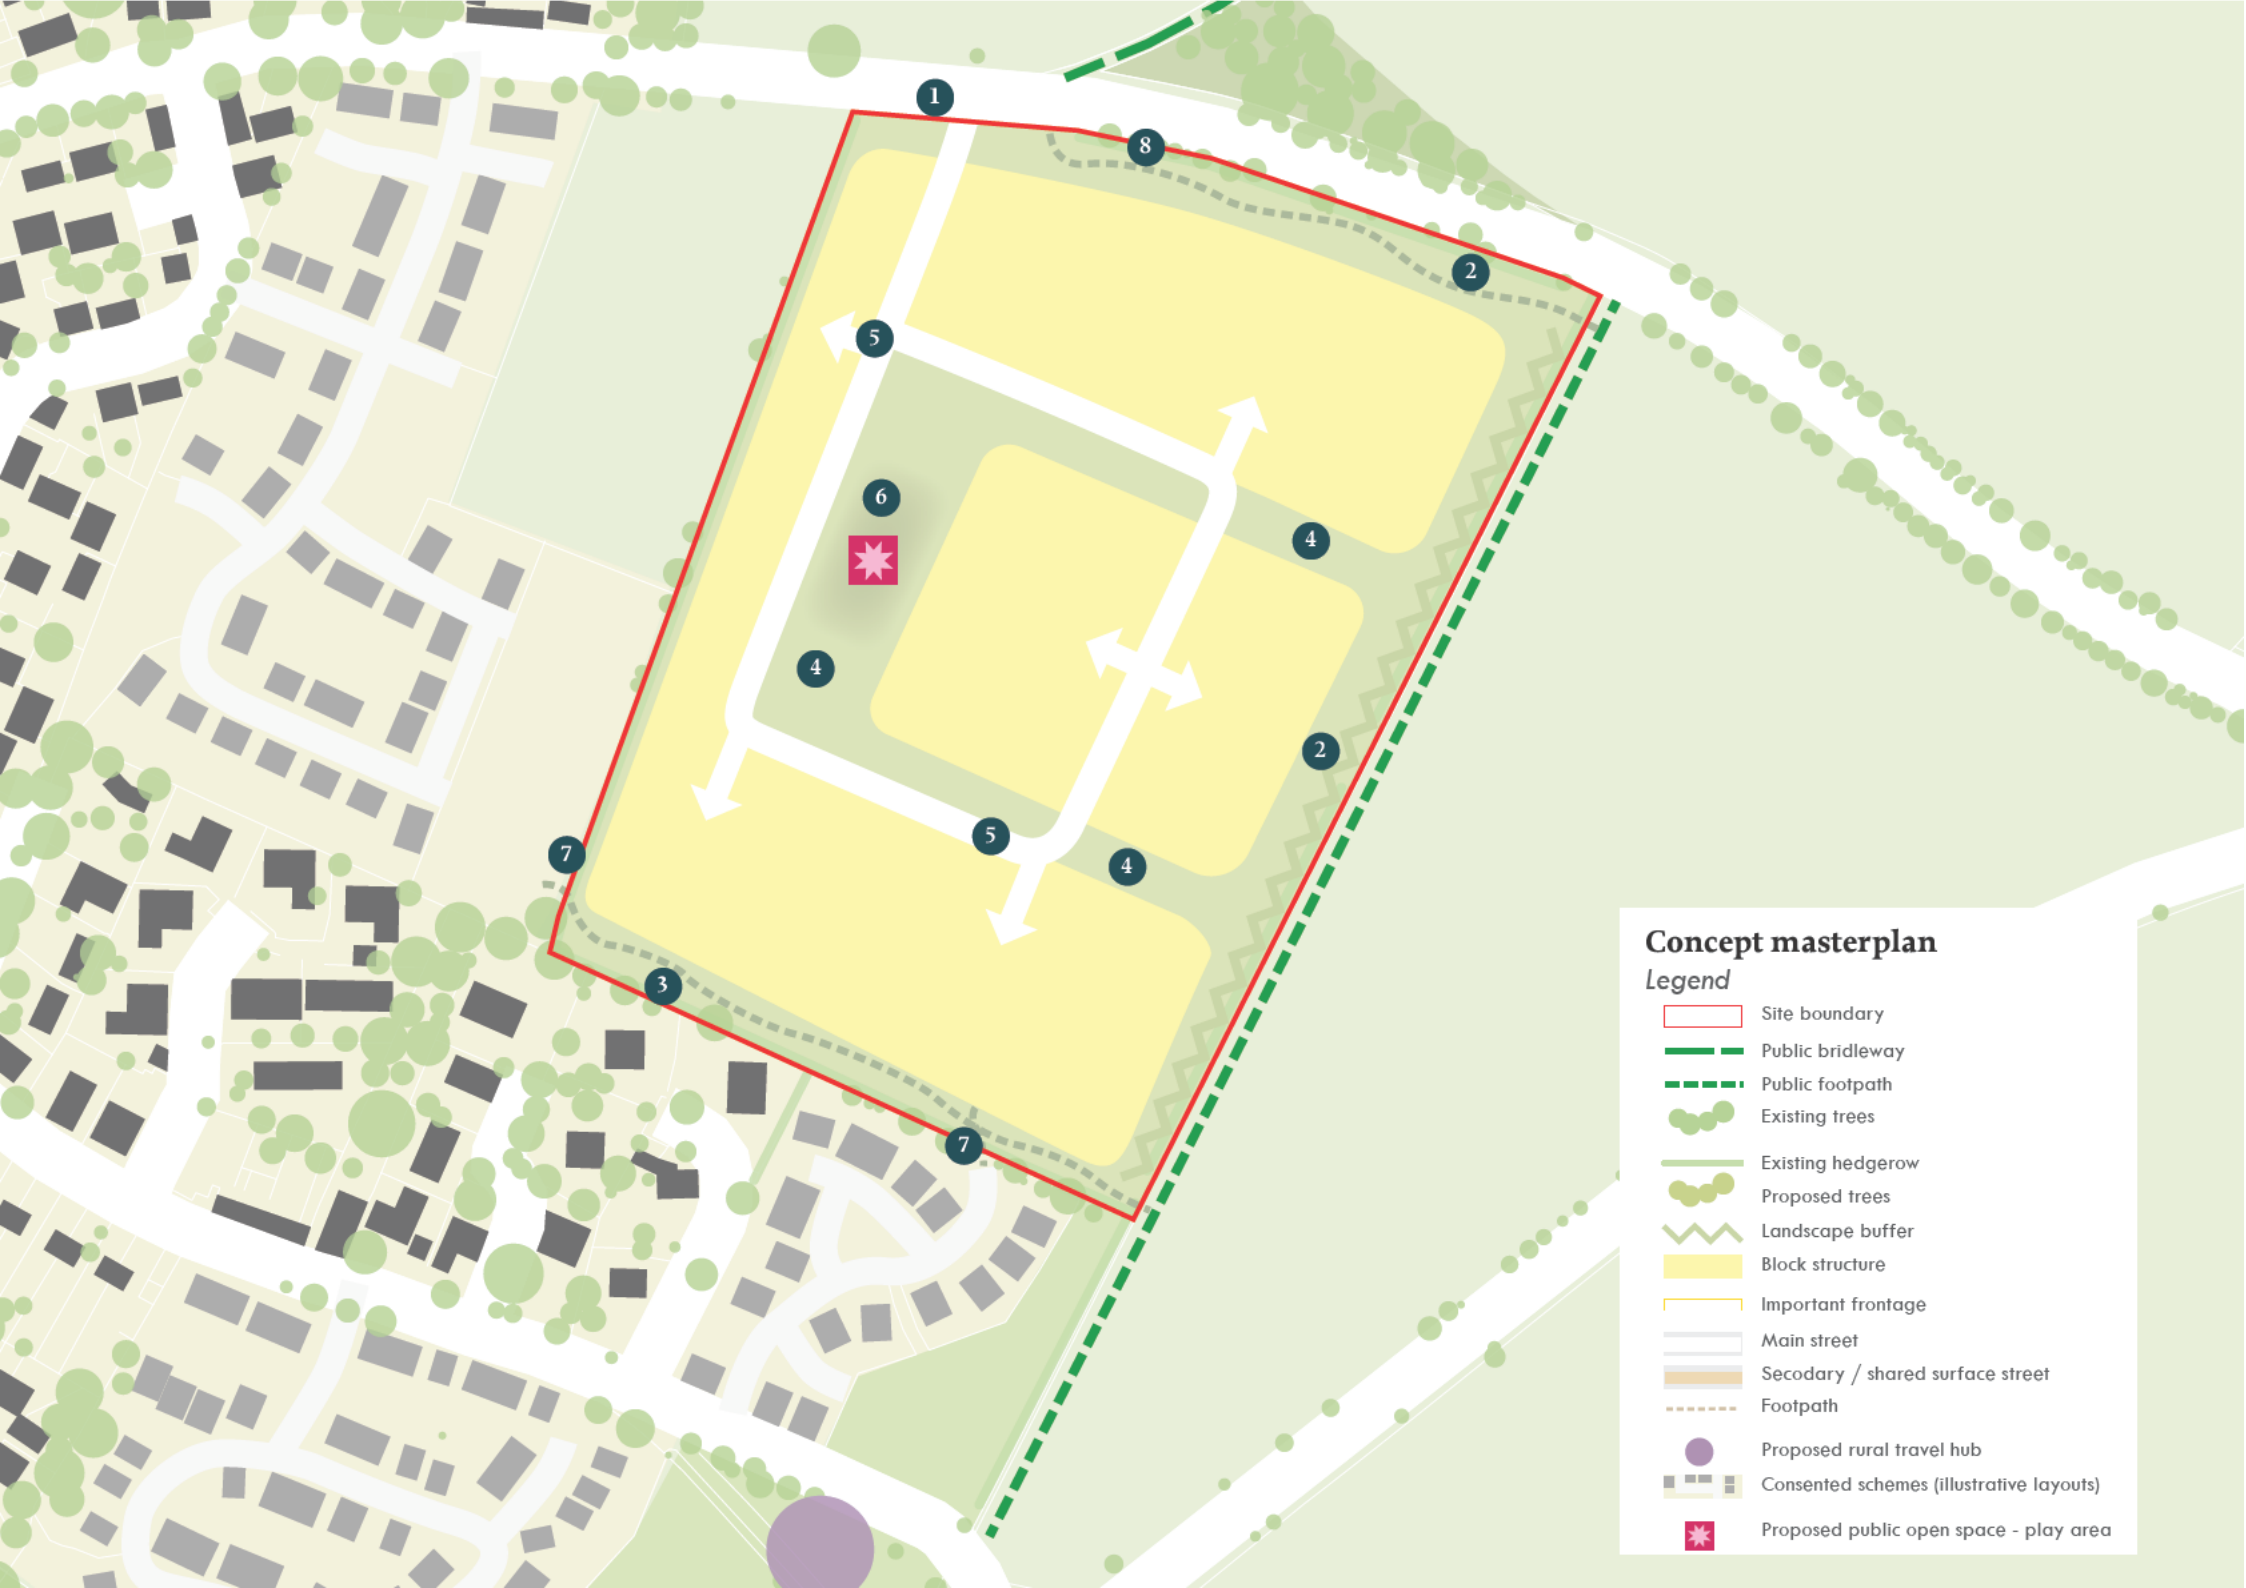 1
8
2
5
6
4
4
2
5
7
4
3
7
Concept masterplan
Legend
Site boundary
Public bridleway
Public footpath
Existing trees
Existing hedgerow
Proposed trees
Landscape buffer
Block structure
Important frontage
Main street
Secodary / shared surface street
Footpath
Proposed rural travel hub
Consented schemes (illustrative layouts)
Proposed public open space - play area